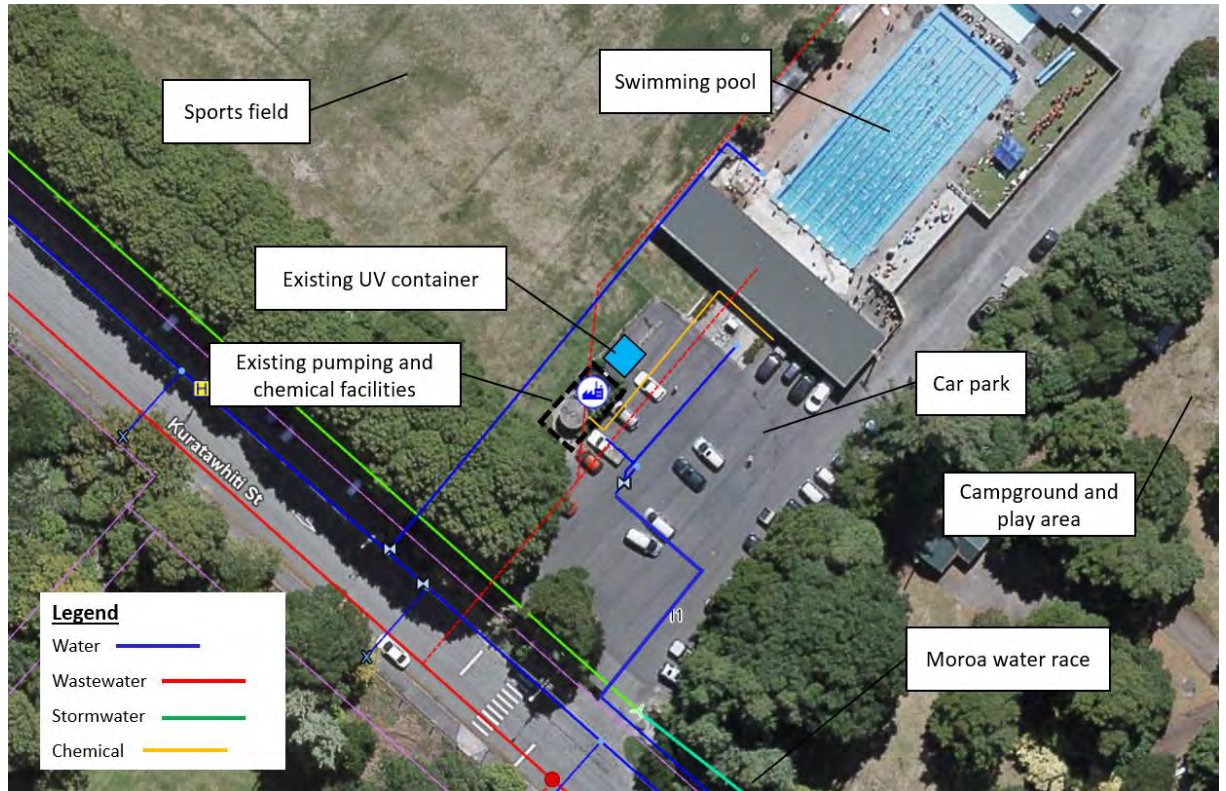 Sports field
Swimming pool
Existing UV container
Existing pumping and
chemical facilities
Car park
H
Kuratawhiti St
Campground and
play area
11
Moroa water race
Legend
Water
Wastewater
Stormwater
Chemical